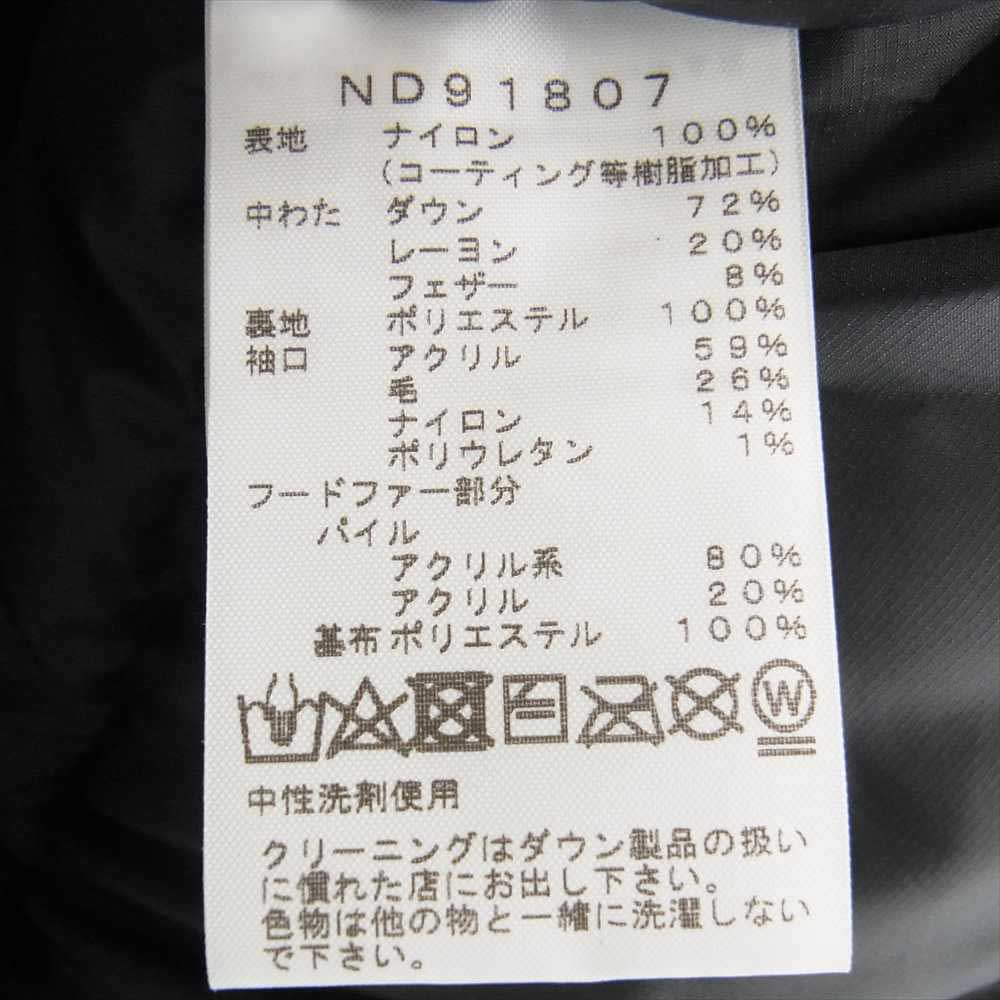 ND91807
表地 ナイロン 100%
(コーティング等樹脂加工)
中わた ダウン 72%
レーヨン 20%
フェザー 8%
裏地 ポリエステル 100%
袖口 アクリル 59%
毛 26%
ナイロン 14%
ポリウレタン 1%
フードファー部分
パイル
アクリル系 80%
アクリル 20%
基布 ポリエステル 100%
W
中性洗剤使用
クリーニングはダウン製品の扱い
に慣れた店にお出し下さい。
色物は他の物と一緒に洗濯しない
で下さい。